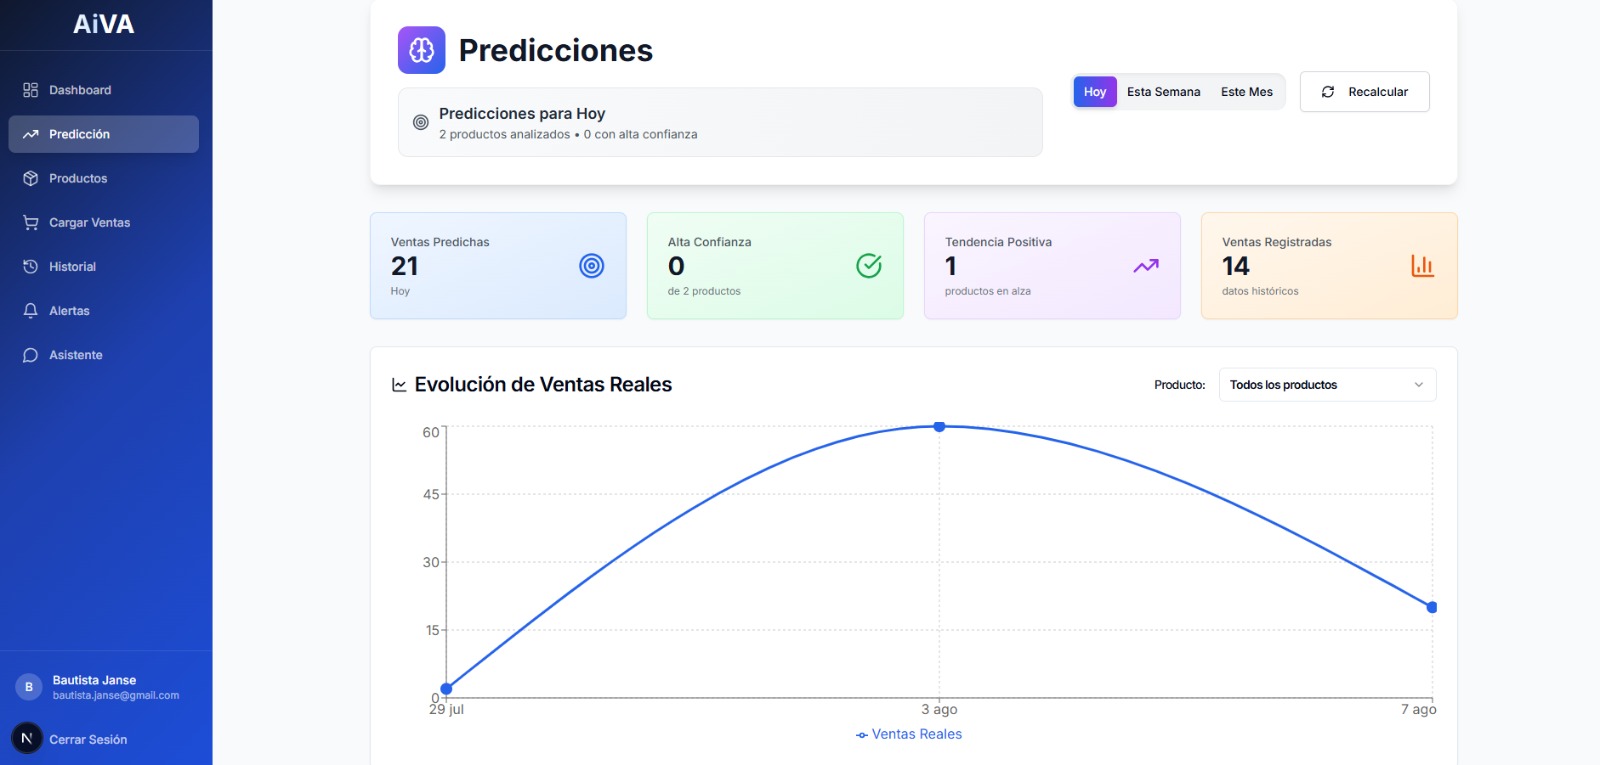 AiVA
Dashboard
Predicción
Productos
Cargar Ventas
Historial
Alertas
Asistente
B
Bautista Janse
bautista.janse@gmail.com
N
Cerrar Sesión
Predicciones
Predicciones para Hoy
2 productos analizados • 0 con alta confianza
Hoy
Esta Semana
Este Mes
Recalcular
Ventas Predichas
21
Hoy
Alta Confianza
0
de 2 productos
Tendencia Positiva
1
productos en alza
Ventas Registradas
14
datos históricos
Evolución de Ventas Reales
Producto:
Todos los productos
60
45
30
15
0
29 jul
3 ago
7 ago
Ventas Reales